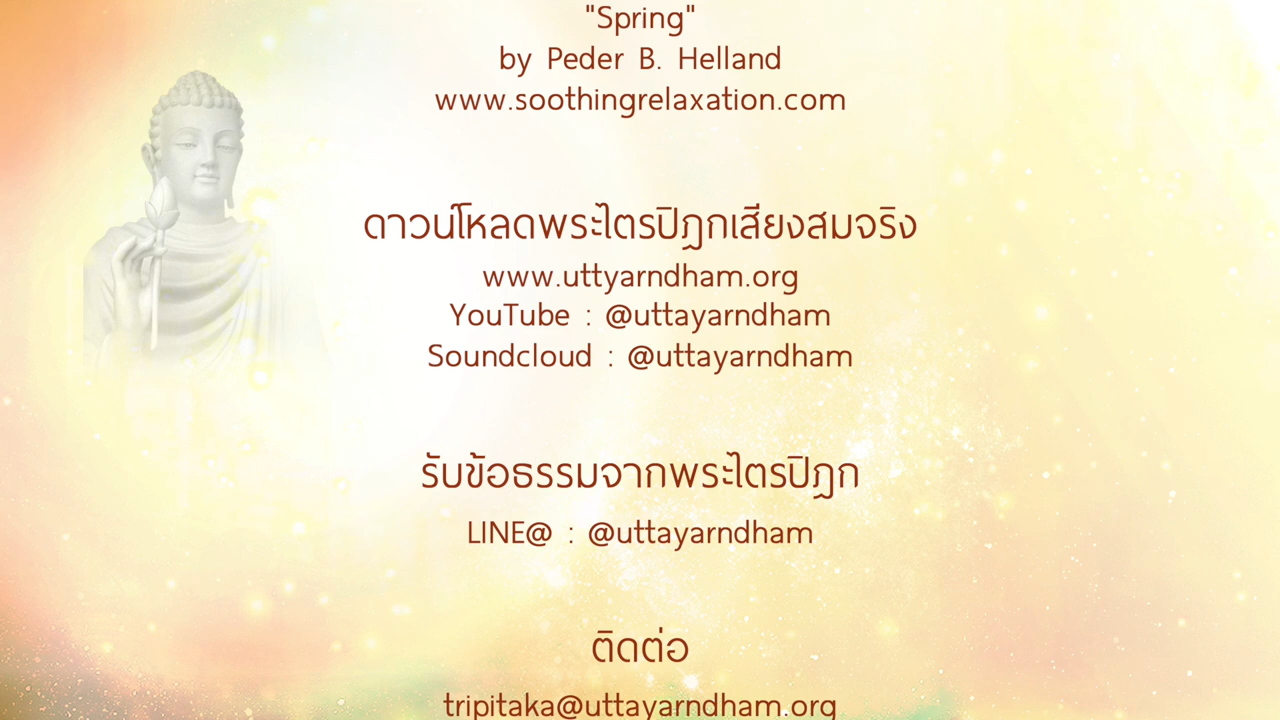 "Spring"
by Peder B. Helland
www.soothingrelaxation.com
ดาวน์โหลดพระไตรปิฎกเสียงสมจริง
www.uttyarndham.org
YouTube : @uttayarndham
Soundcloud : @uttayarndham
รับข้อธรรมจากพระไตรปิฎก
LINE@ : @uttayarndham
ติดต่อ
tripitaka@uttayarndham.org